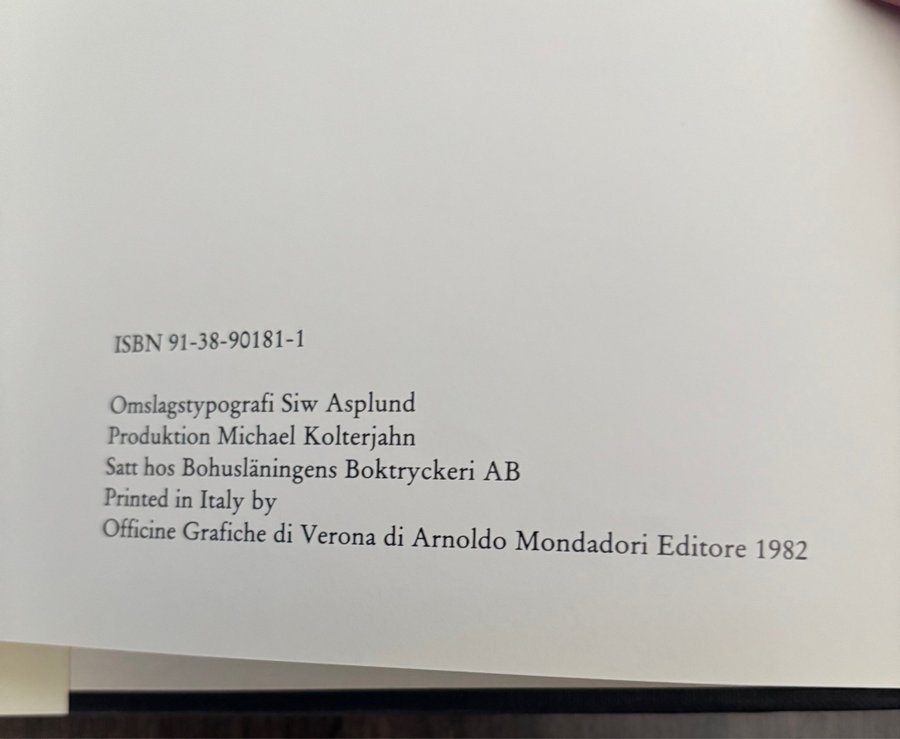 ISBN 91-38-90181-1
Omslagstypografi Siw Asplund
Produktion Michael Kolterjahn
Satt hos Bohusläningens Boktryckeri AB
Printed in Italy by
Officine Grafiche di Verona di Arnoldo Mondadori Editore 1982